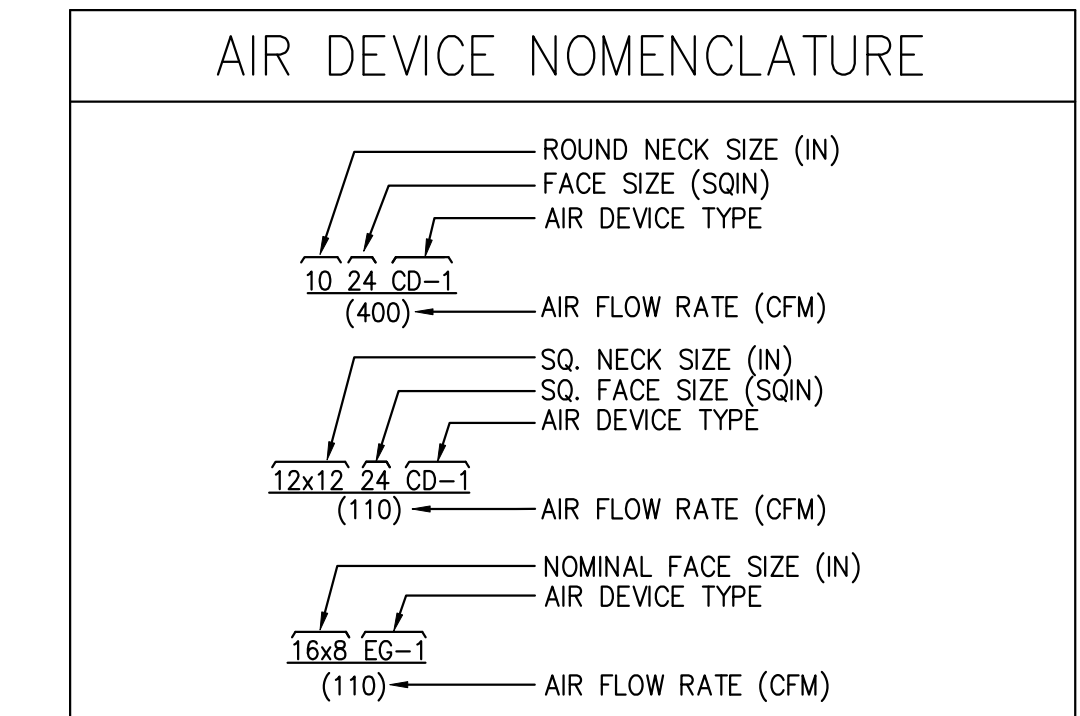 AIR DEVICE NOMENCLATURE
ROUND NECK SIZE (IN)
FACE SIZE (SQIN)
AIR DEVICE TYPE
10 24 CD-1
(400)
AIR FLOW RATE (CFM)
SQ. NECK SIZE (IN)
SQ. FACE SIZE (SQIN)
AIR DEVICE TYPE
12x12 24 CD-1
(110)
AIR FLOW RATE (CFM)
NOMINAL FACE SIZE (IN)
AIR DEVICE TYPE
16x8 EG-1
(110)
AIR FLOW RATE (CFM)